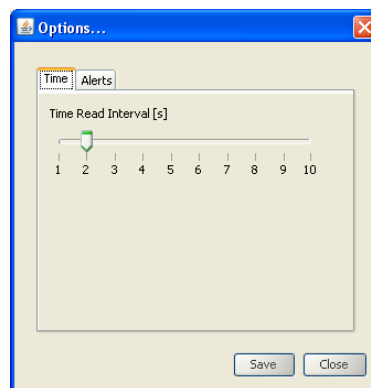 Options...
Time Alerts
Time Read Interval [s]
1 2 3 4 5 6 7 8 9 10
Save Close